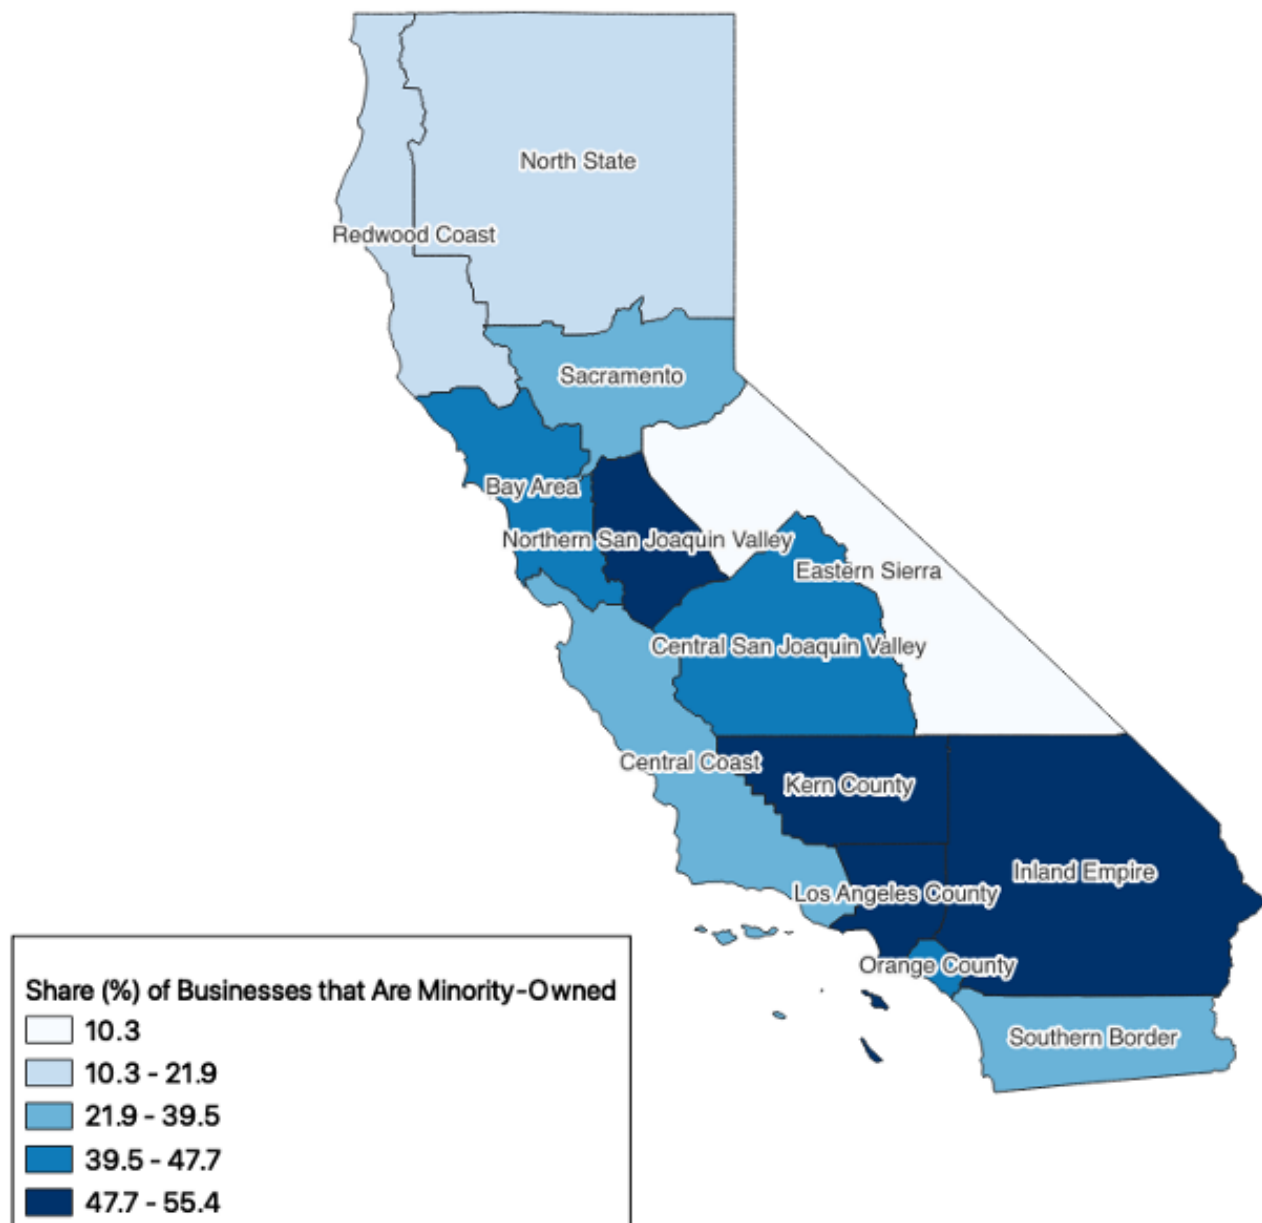 North State
Redwood Coast
Sacramento
Bay Area
Northern San Joaquin Valley
Eastern Sierra
Central San Joaquin Valley
Central Coast
Kern County
Inland Empire
Los Angeles County
Orange County
Southern Border
Share (%) of Businesses that Are Minority-Owned
10.3
10.3 - 21.9
21.9 - 39.5
39.5 - 47.7
47.7 - 55.4